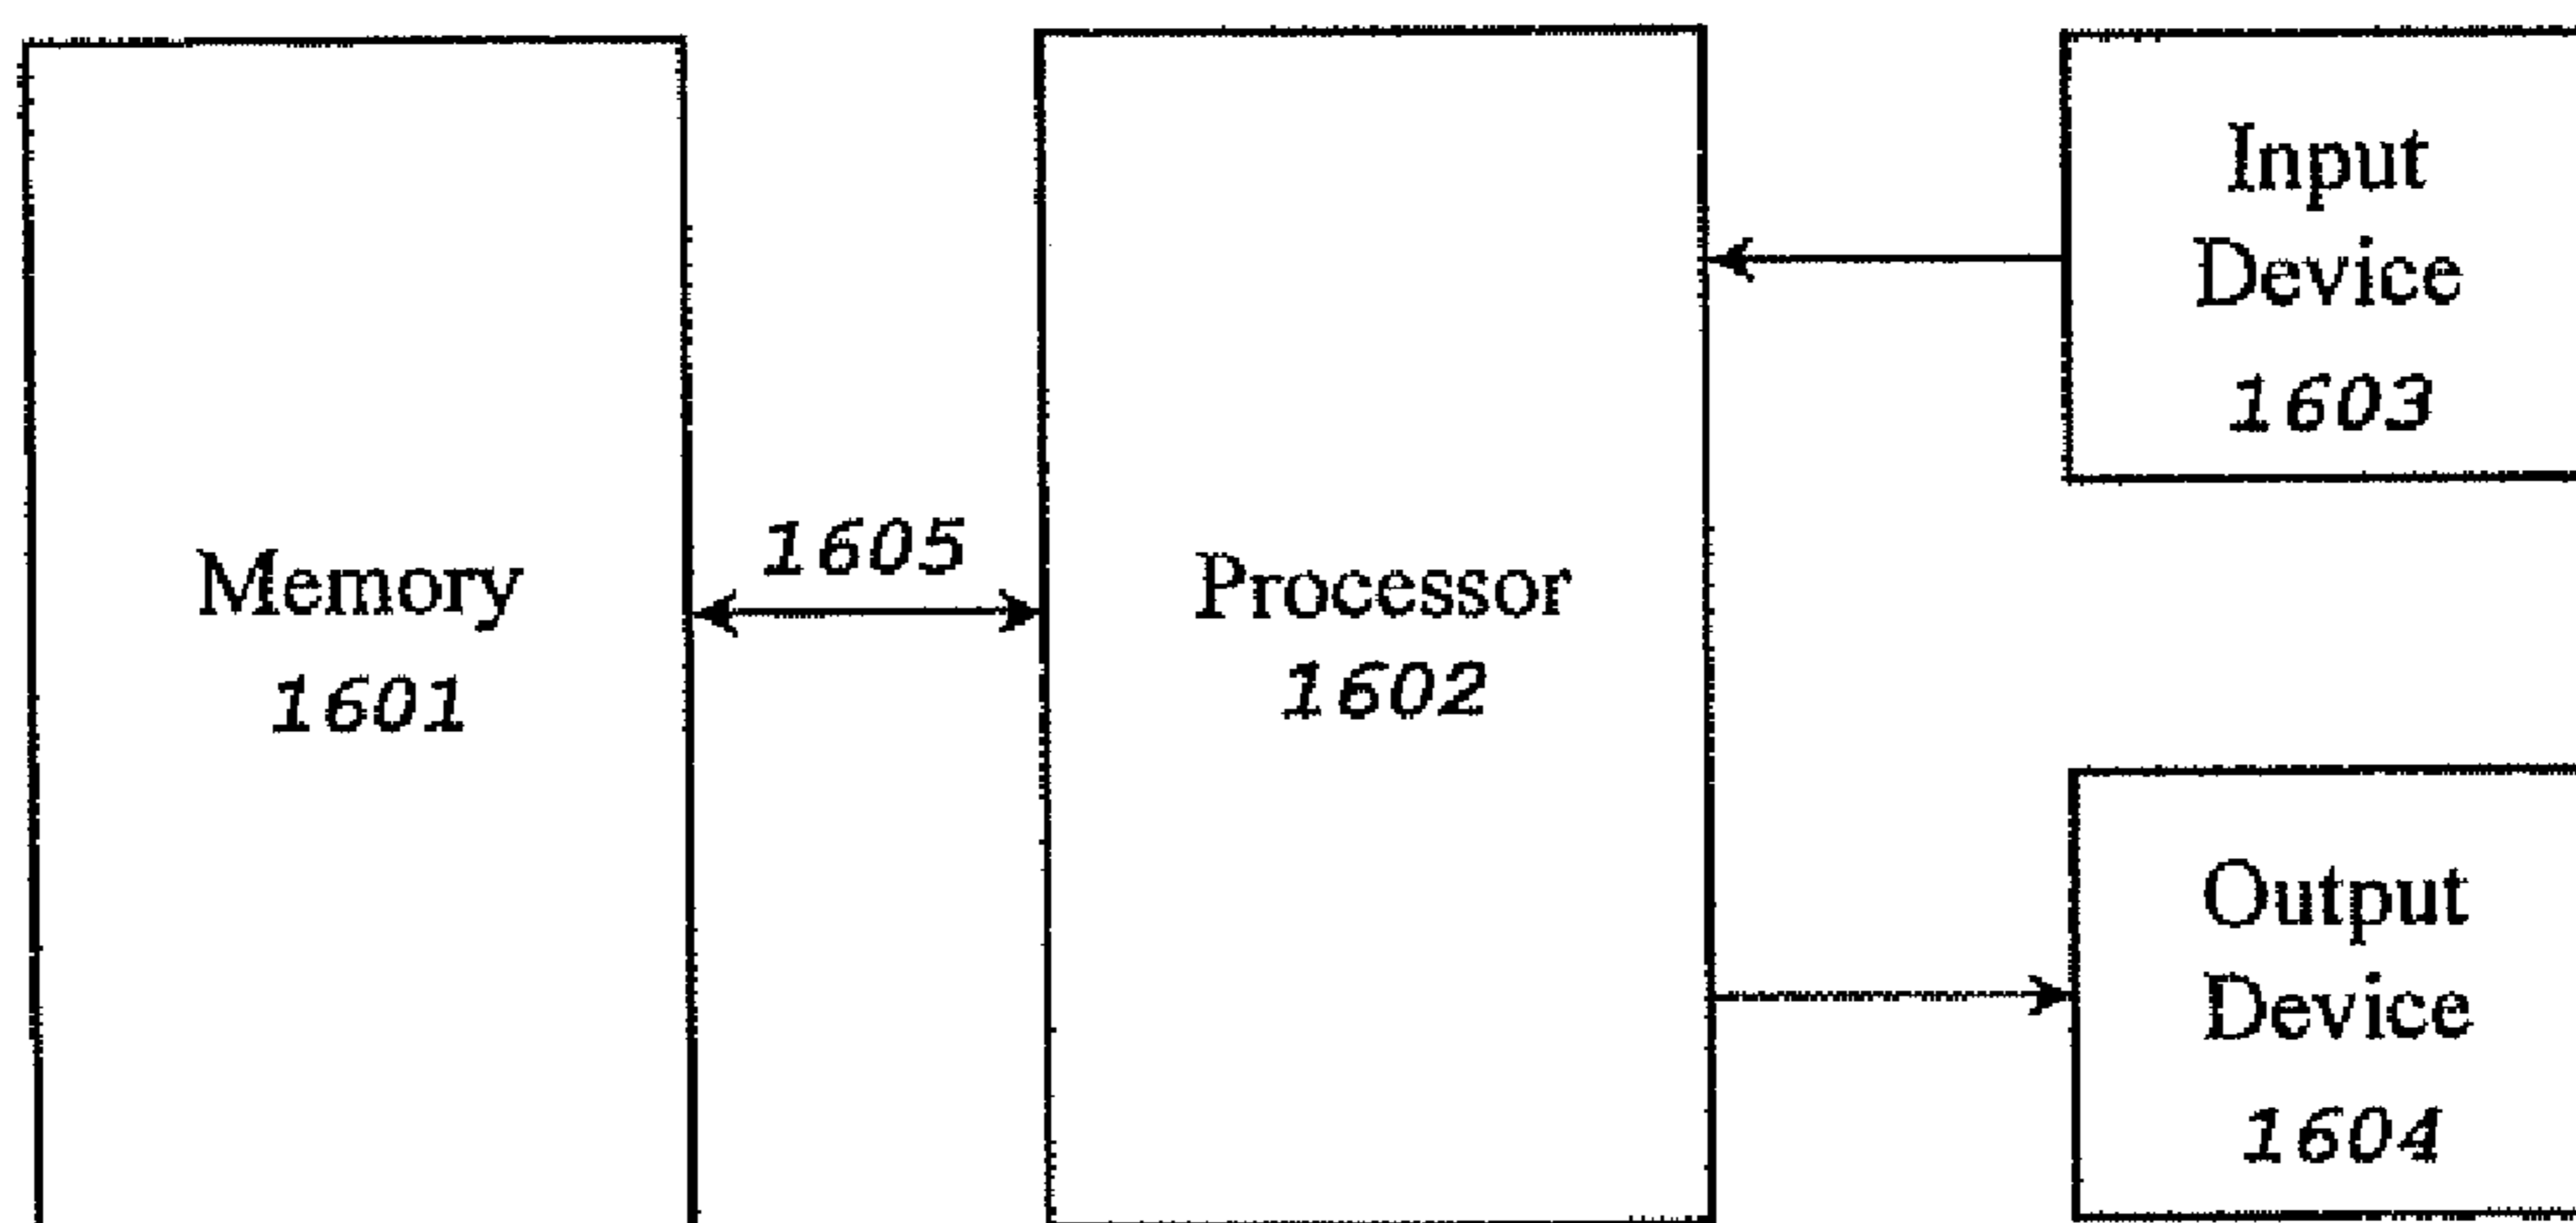 Memory
1601
1605
Processor
1602
Input
Device
1603
Output
Device
1604